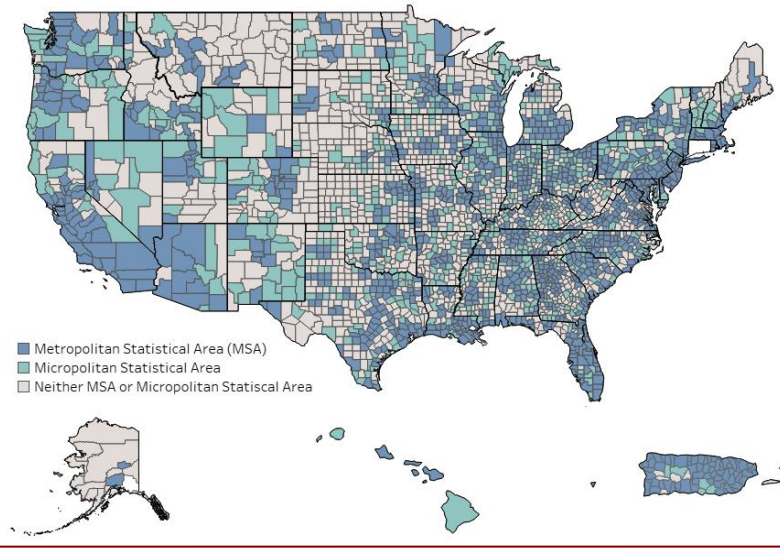 Metropolitan Statistical Area (MSA)
Micropolitan Statistical Area
Neither MSA or Micropolitan Statiscal Area